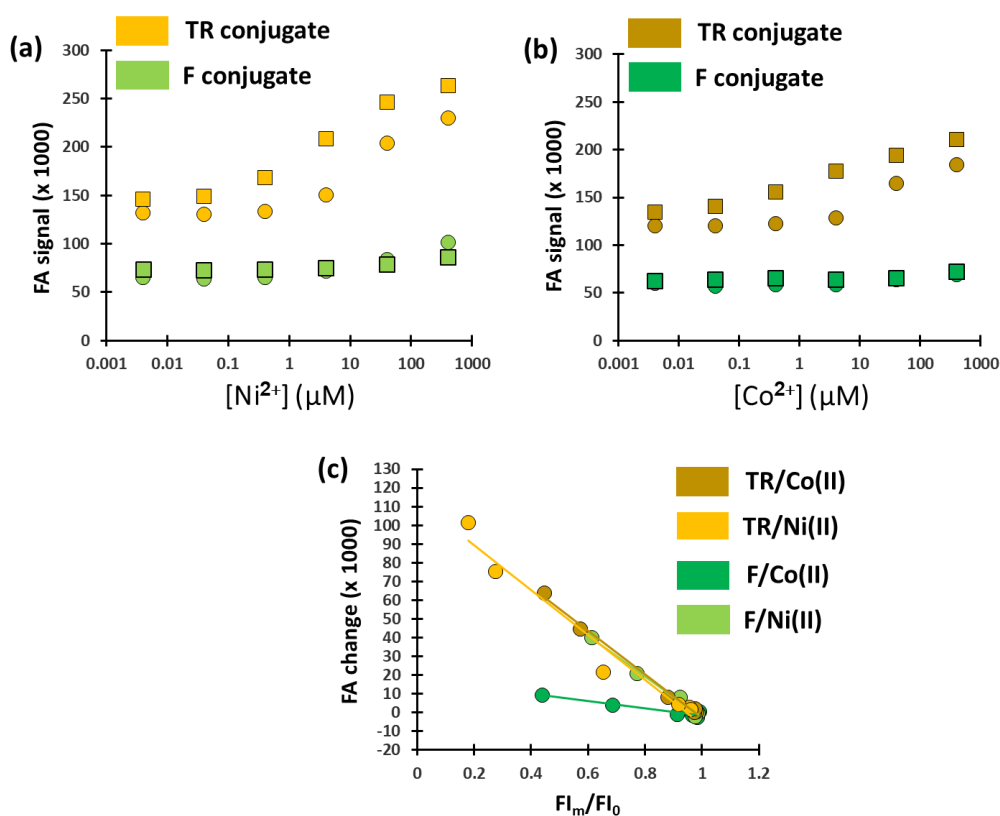 (a)
TR conjugate
F conjugate
300
250
200
150
100
50
0
FA signal (x 1000)
0.001 0.01 0.1 1 10 100 1000
[Ni²⁺] (µM)
(b)
TR conjugate
F conjugate
300
250
200
150
100
50
0
FA signal (x 1000)
0.001 0.01 0.1 1 10 100 1000
[Co²⁺] (µM)
(c)
130
120
110
100
90
80
70
60
50
40
30
20
10
0
-10
-20
FA change (x 1000)
0 0.2 0.4 0.6 0.8 1 1.2
FIₘ/FI₀
TR/Co(II)
TR/Ni(II)
F/Co(II)
F/Ni(II)